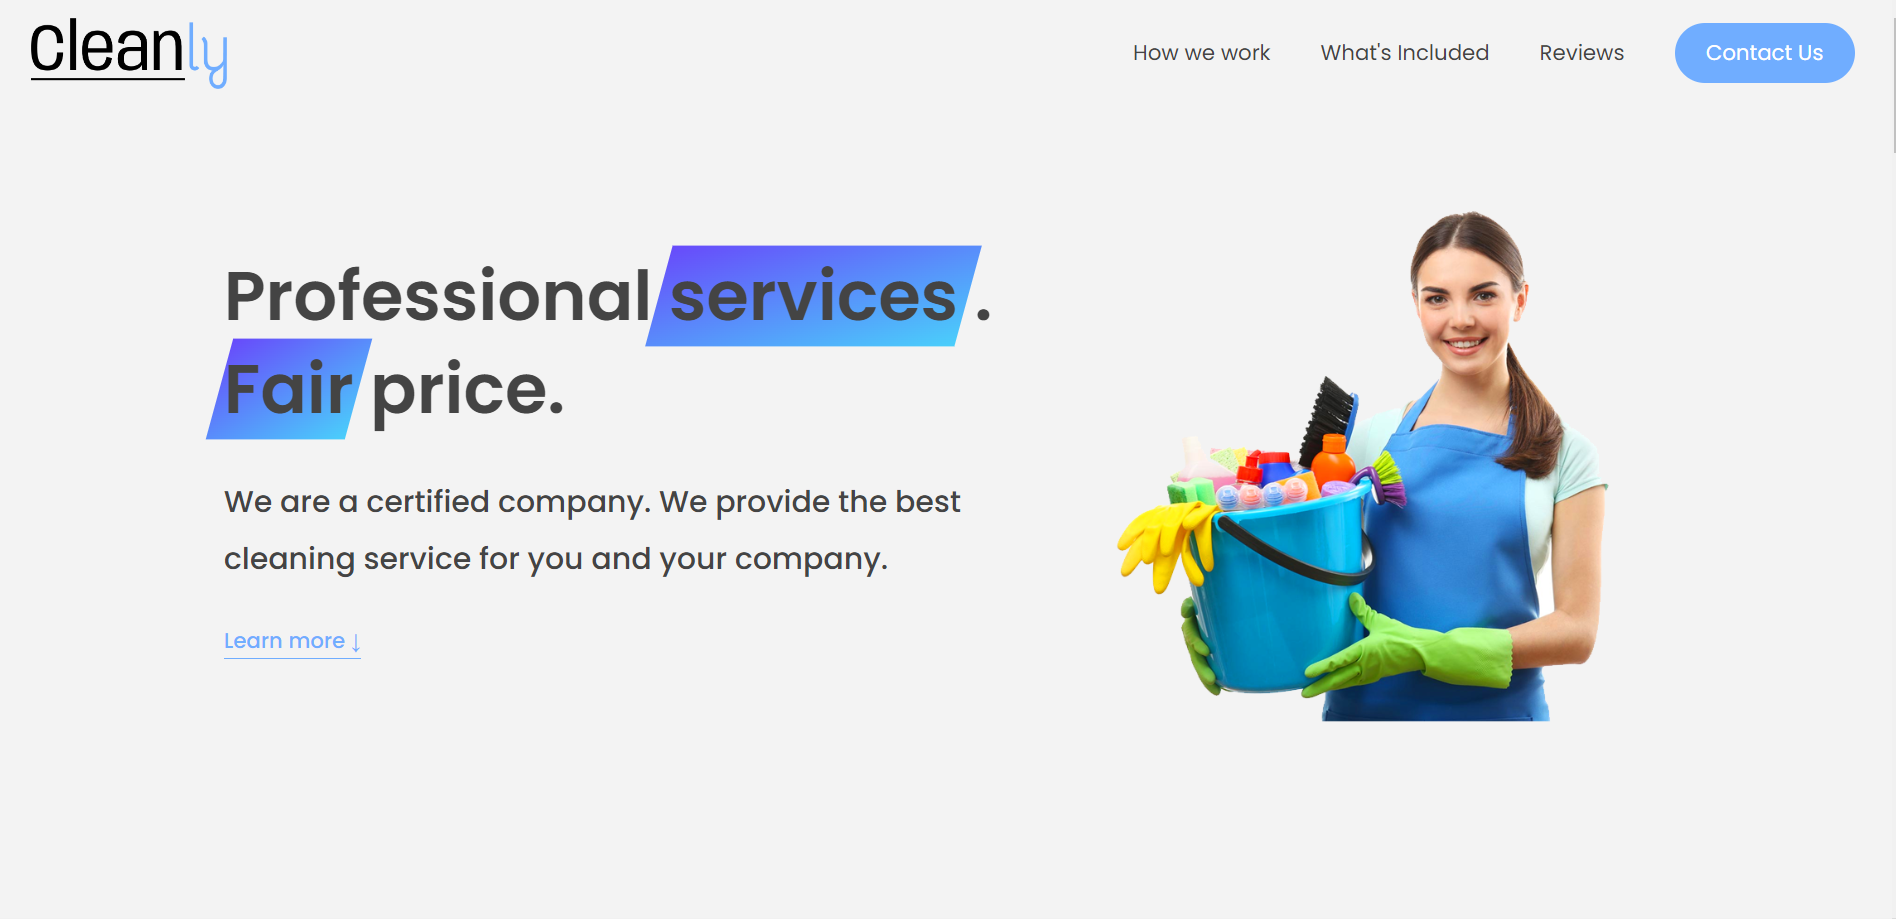 Cleanly
How we work
What's Included
Reviews
Contact Us
Professional services .
Fair price.
We are a certified company. We provide the best
cleaning service for you and your company.
Learn more ↓